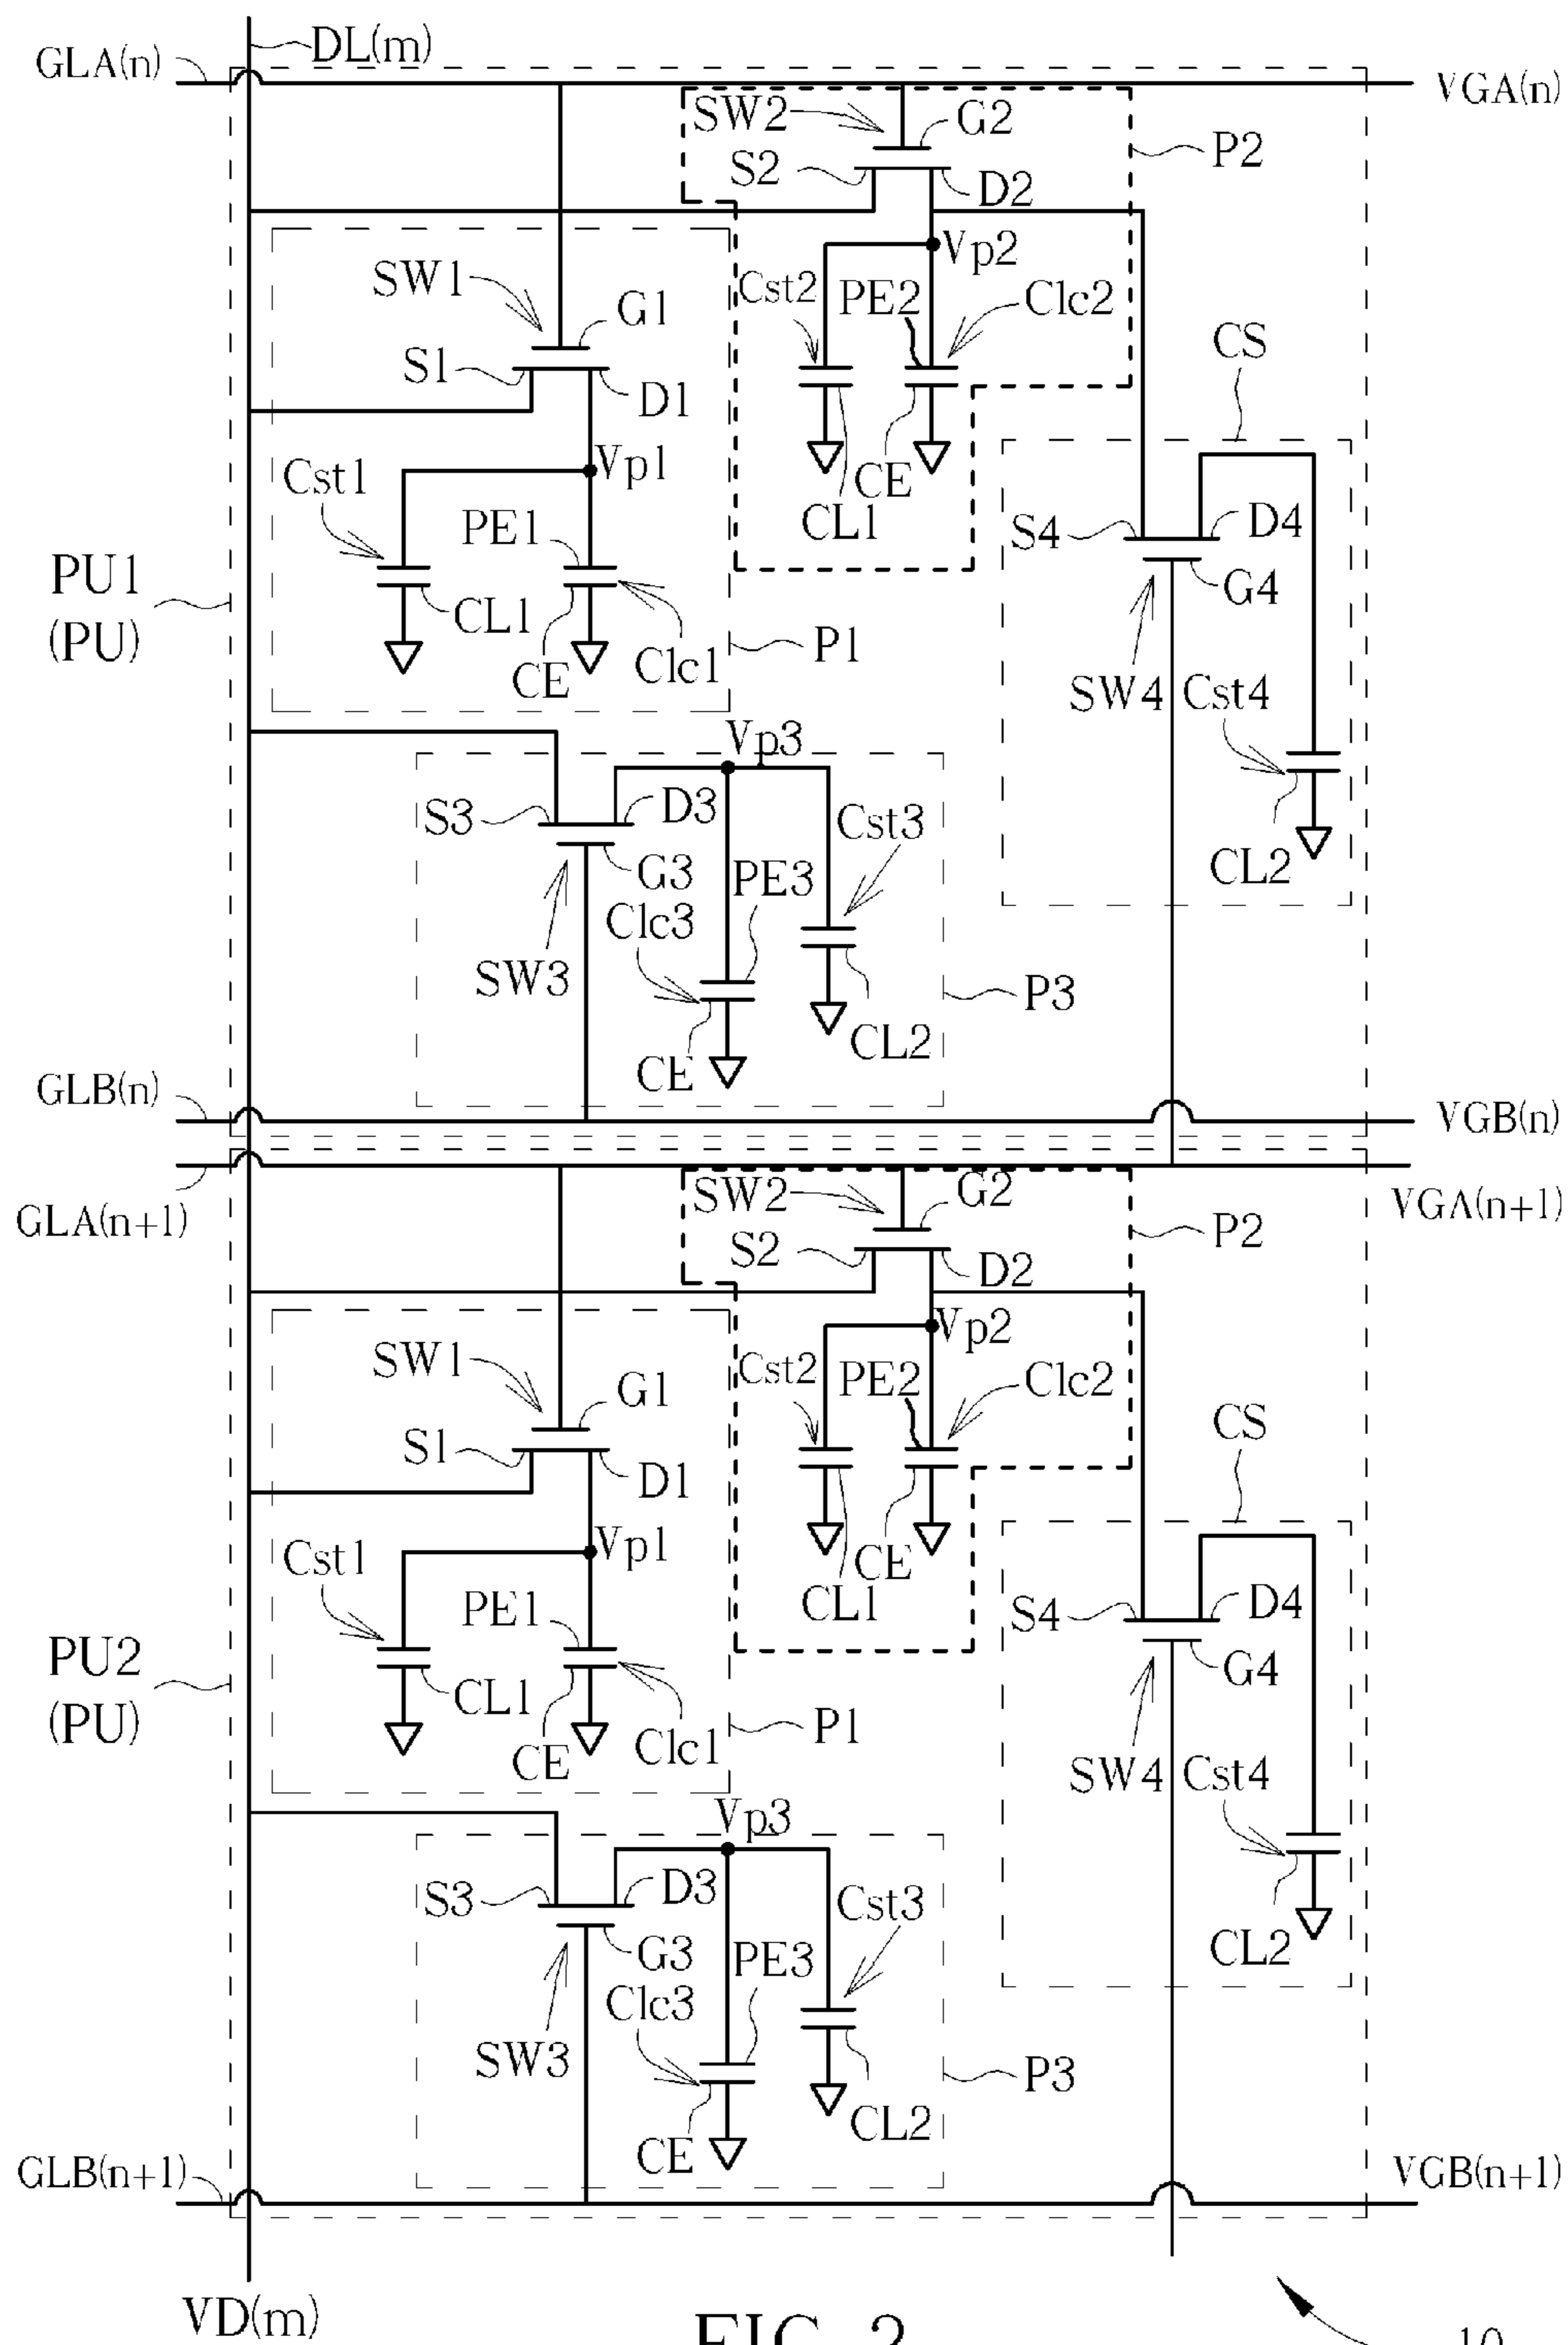 DL(m)
GLA(n)
VGA(n)
SW2
G2
P2
S2
D2
Vp2
SW1
Cst2
PE2
Clc2
G1
CS
S1
D1
Vp1
Cst1
CL1
CE
PE1
S4
D4
PU1
(PU)
G4
CL1
P1
CE
Clc1
SW4
Cst4
Vp3
S3
D3
Cst3
G3
PE3
CL2
Clc3
SW3
P3
CL2
CE
GLB(n)
VGB(n)
GLA(n+1)
VGA(n+1)
SW2
G2
P2
S2
D2
Vp2
SW1
Cst2
PE2
Clc2
G1
CS
S1
D1
Vp1
Cst1
CE
CL1
PE1
S4
D4
PU2
(PU)
G4
CL1
P1
CE
Clc1
SW4
Cst4
Vp3
S3
D3
Cst3
G3
PE3
CL2
Clc3
SW3
P3
CL2
CE
GLB(n+1)
VGB(n+1)
VD(m)
FIG. 2
10